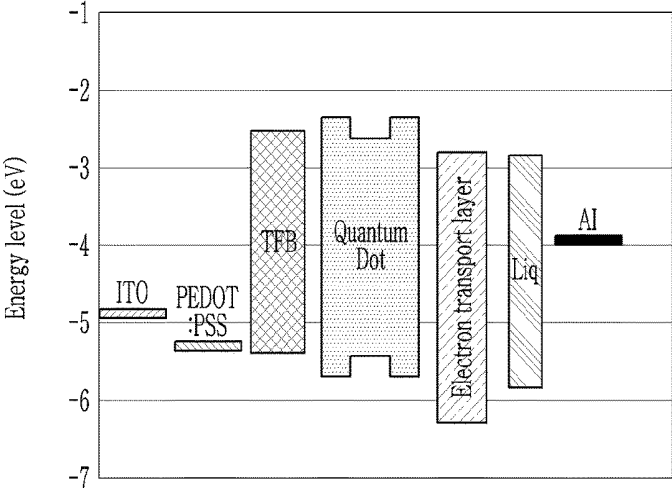 -1
-2
-3
-4
-5
-6
-7
Energy level (eV)
ITO
PEDOT
:PSS
TFB
Quantum
Dot
Electron transport layer
Liq
Al